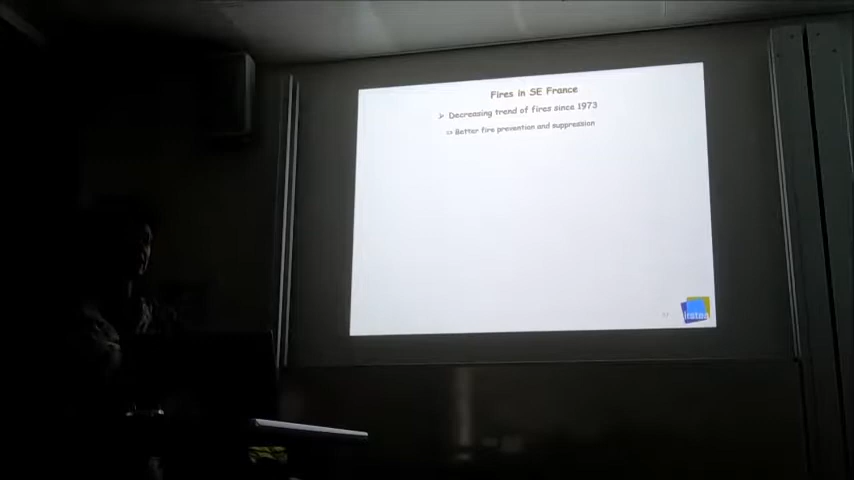 Fires in SE France
➢ Decreasing trend of fires since 1973
⇨ Better fire prevention and suppression
irstea